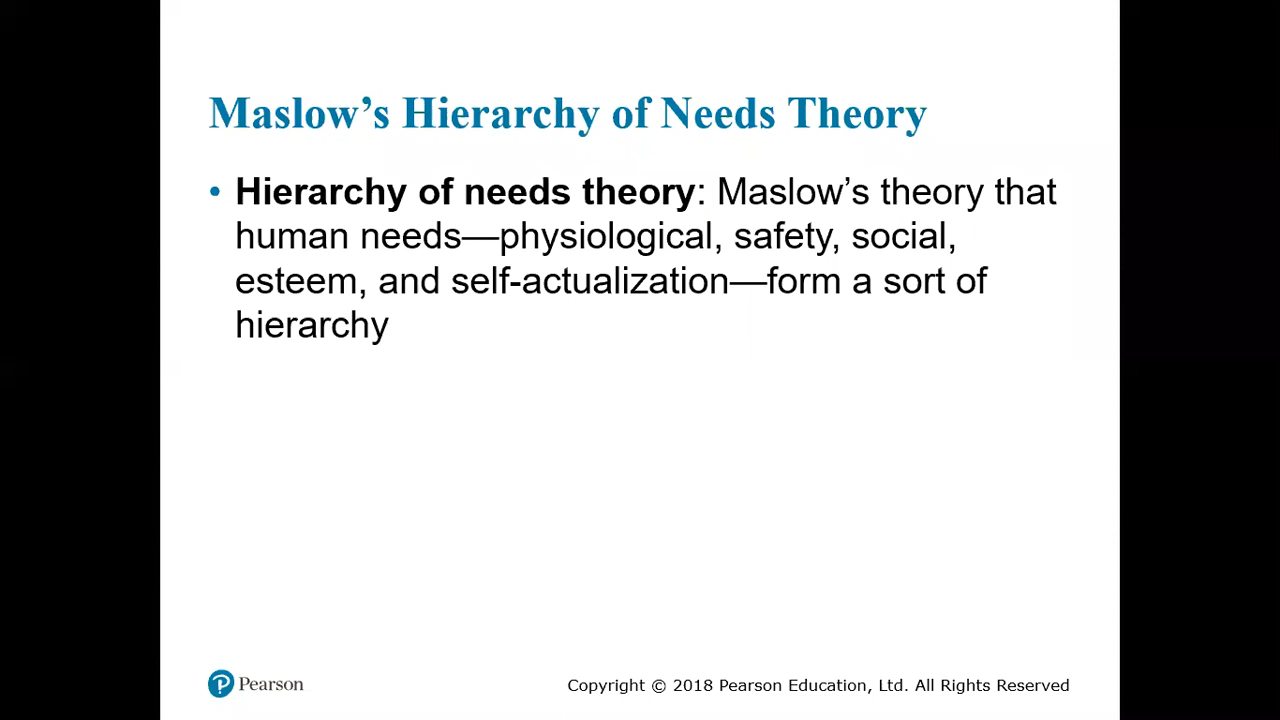 Maslow’s Hierarchy of Needs Theory
• Hierarchy of needs theory: Maslow’s theory that
human needs—physiological, safety, social,
esteem, and self-actualization—form a sort of
hierarchy
Pearson
Copyright © 2018 Pearson Education, Ltd. All Rights Reserved